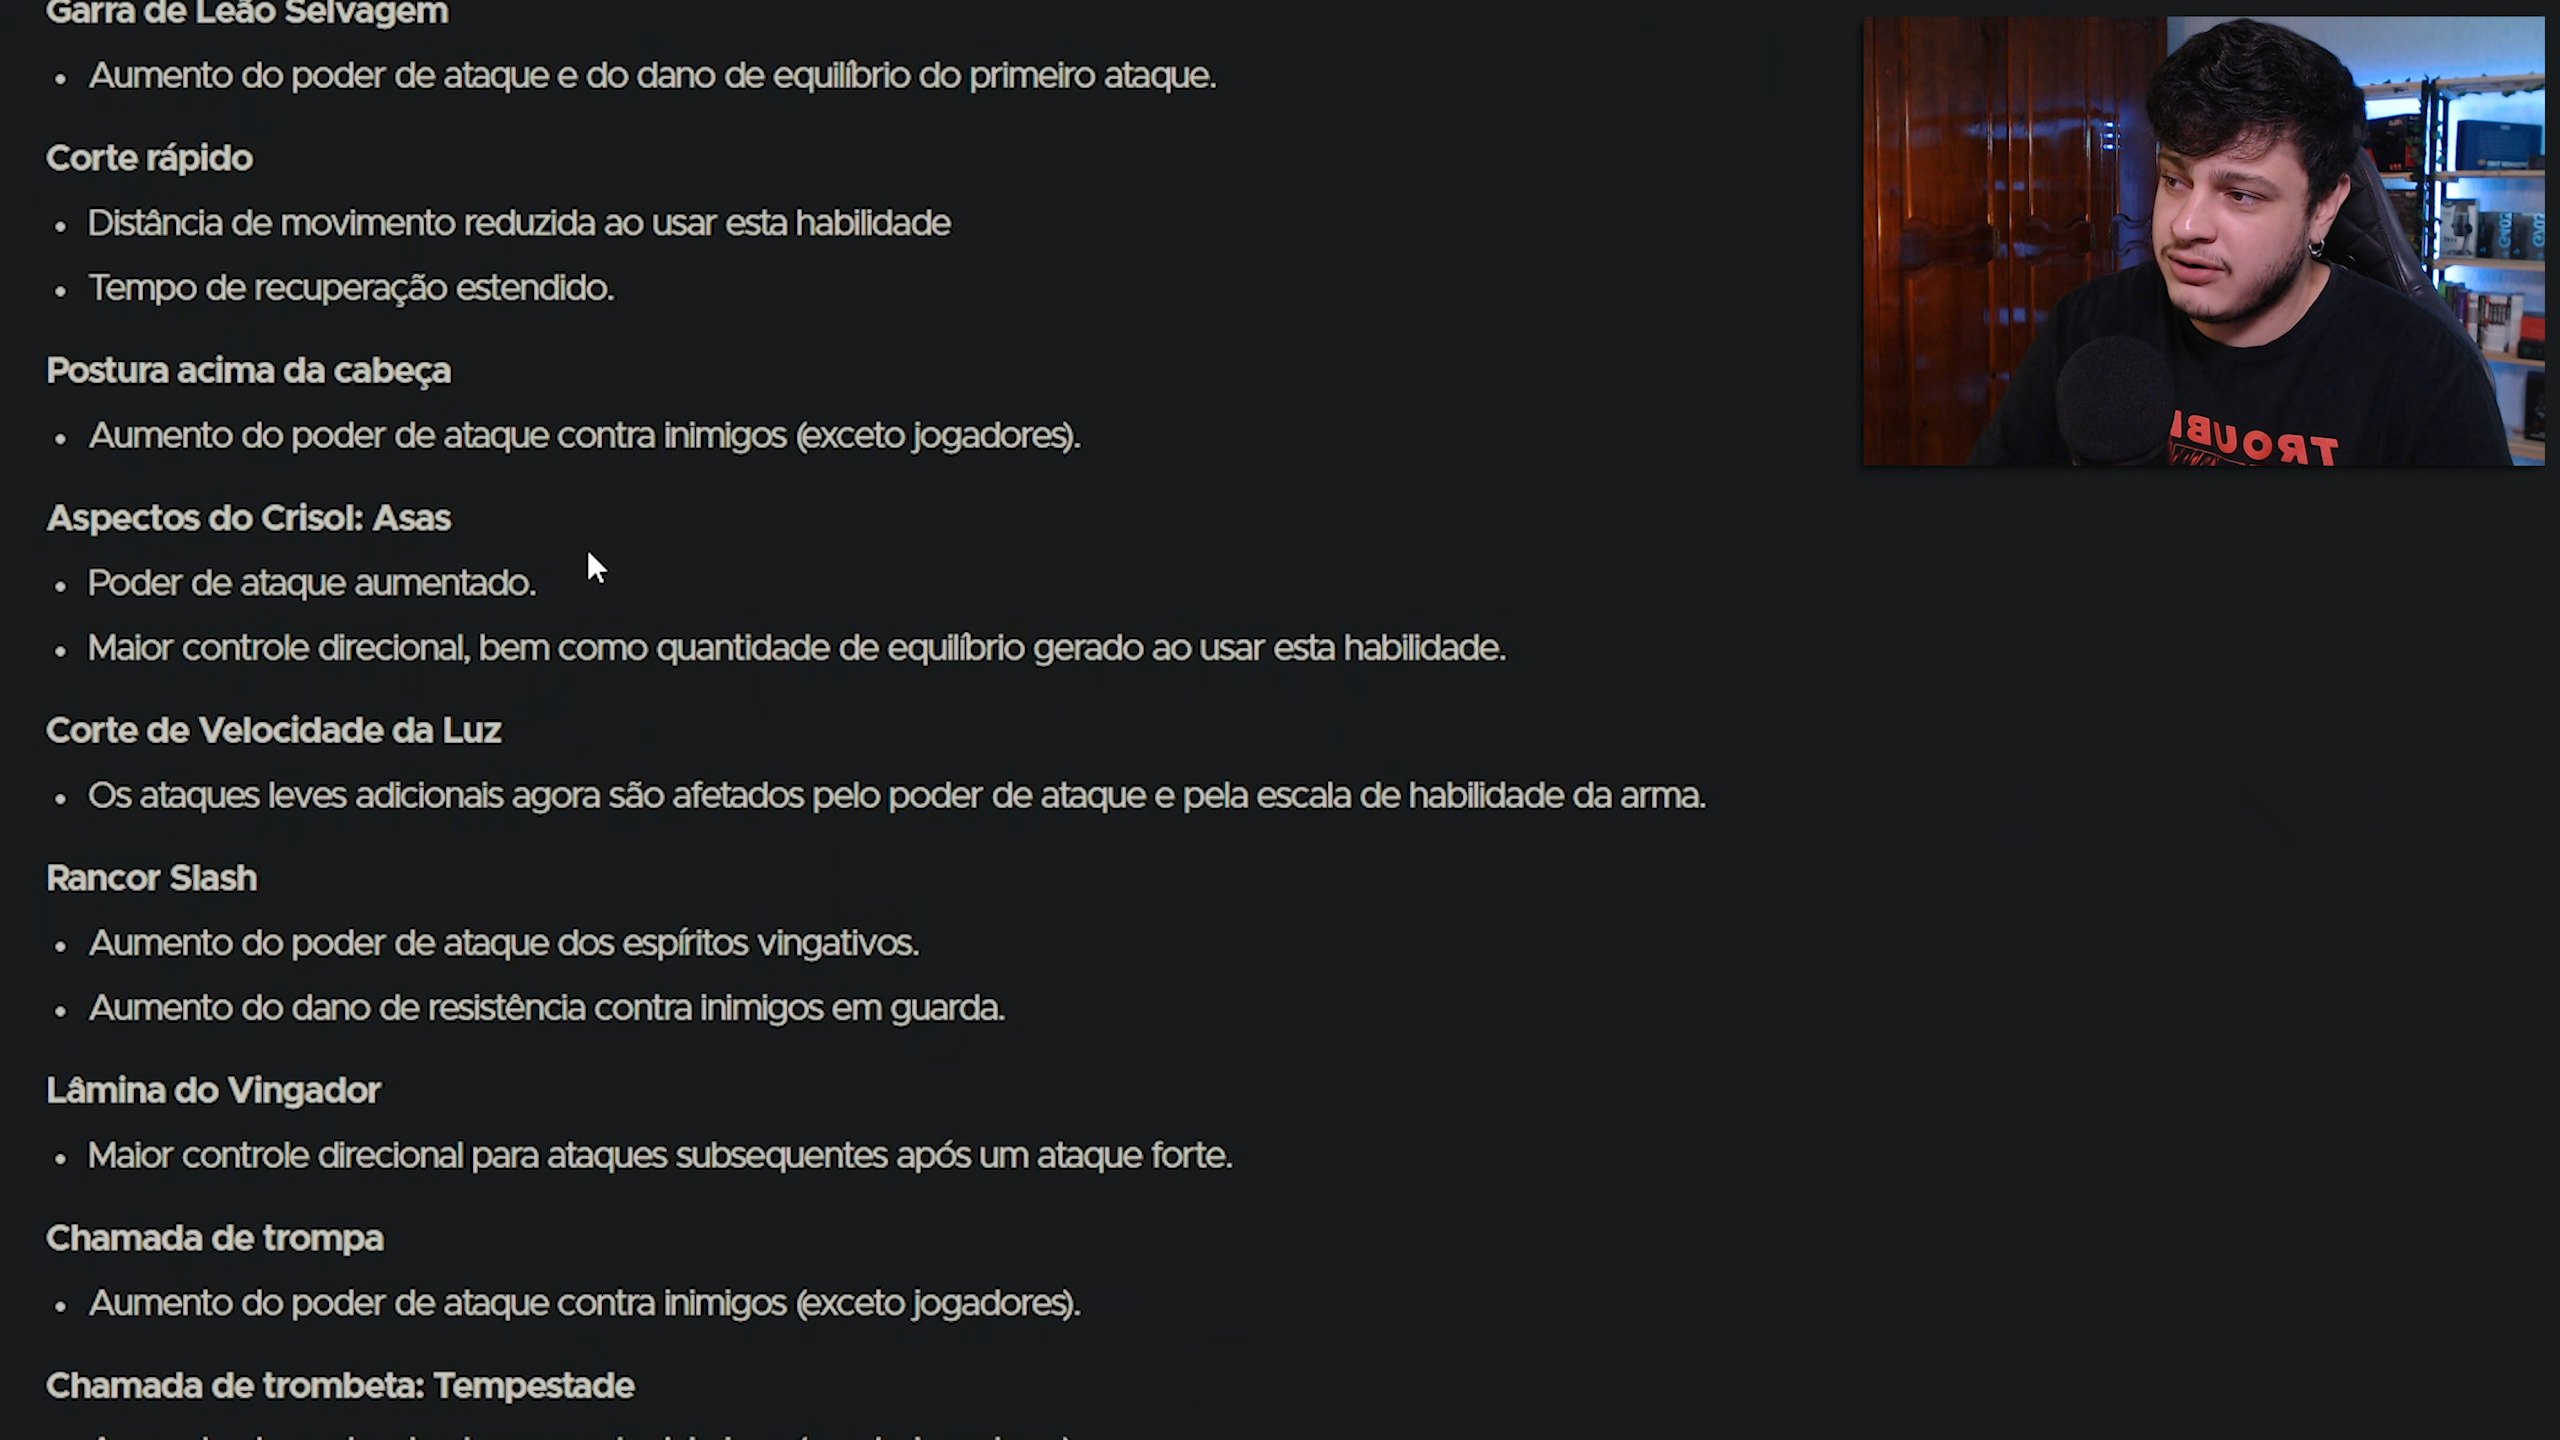 Garra de Leão Selvagem
• Aumento do poder de ataque e do dano de equilíbrio do primeiro ataque.
Corte rápido
• Distância de movimento reduzida ao usar esta habilidade
• Tempo de recuperação estendido.
Postura acima da cabeça
• Aumento do poder de ataque contra inimigos (exceto jogadores).
Aspectos do Crisol: Asas
• Poder de ataque aumentado.
• Maior controle direcional, bem como quantidade de equilíbrio gerado ao usar esta habilidade.
Corte de Velocidade da Luz
• Os ataques leves adicionais agora são afetados pelo poder de ataque e pela escala de habilidade da arma.
Rancor Slash
• Aumento do poder de ataque dos espíritos vingativos.
• Aumento do dano de resistência contra inimigos em guarda.
Lâmina do Vingador
• Maior controle direcional para ataques subsequentes após um ataque forte.
Chamada de trompa
• Aumento do poder de ataque contra inimigos (exceto jogadores).
Chamada de trombeta: Tempestade
TROUBL